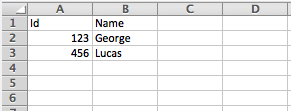 A B C D
1 Id Name
2 123 George
3 456 Lucas
4
5
6
7